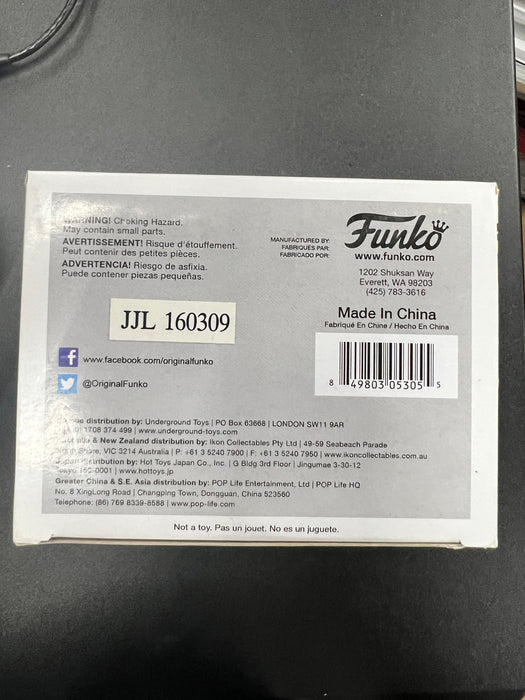 WARNING! Choking Hazard.
May contain small parts.
AVERTISSEMENT! Risque d'étouffement.
Peut contenir des petites pièces.
ADVERTENCIA! Riesgo de asfixia.
Puede contener piezas pequeñas.
MANUFACTURED BY:
FABRIQUÉS PAR:
FABRICADO POR:
Funko
www.funko.com
1202 Shuksan Way
Everett, WA 98203
(425) 783-3616
Made In China
Fabriqué En Chine / Hecho En China
JJL 160309
8 49803 05305 5
www.facebook.com/originalfunko
@OriginalFunko
distribution by: Underground Toys | PO Box 63668 | LONDON SW11 9AR
1708 374 499 | www.underground-toys.com
& New Zealand distribution by: Ikon Collectables Pty Ltd | 49-59 Seabeach Parade
North Shore, VIC 3214 Australia | P: +61 3 5240 7900 | F: +61 3 5240 7950 | www.ikoncollectables.com.au
Japan distribution by: Hot Toys Japan Co., Inc. | G Bldg 3rd Floor | Jingumae 3-30-12
Tokyo 150-0001 | www.hottoys.jp
Greater China & S.E. Asia distribution by: POP Life Entertainment, Ltd | POP Life HQ
No. 8 XingLong Road | Changping Town, Dongguan, China 523560
Telephone: (86) 769 8339-8588 | www.pop-life.com
Not a toy. Pas un jouet. No es un juguete.